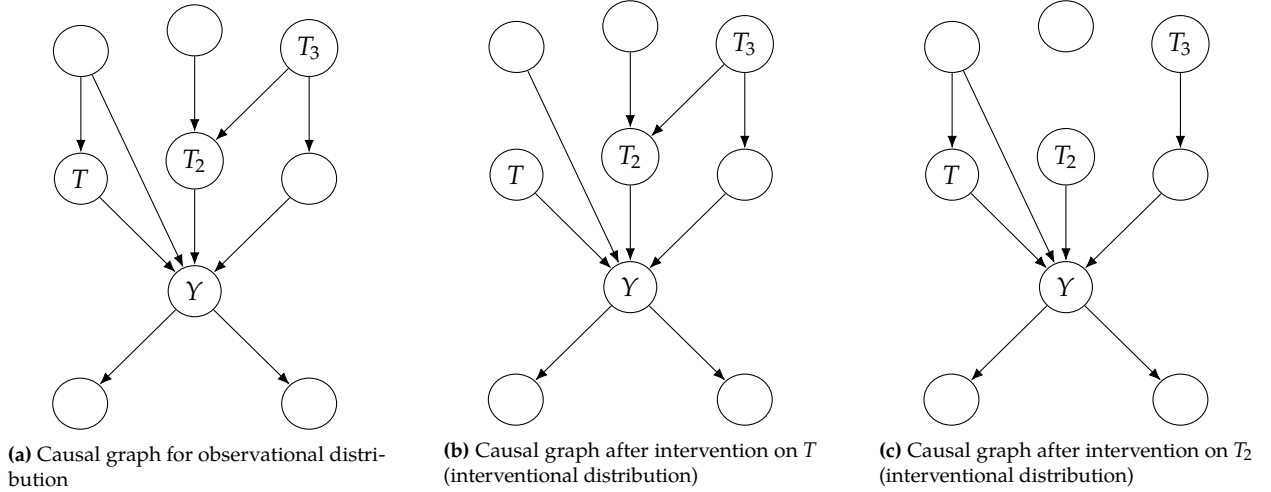 T₃
T₃
T₃
T₂
T₂
T₂
T
T
T
Y
Y
Y
(a) Causal graph for observational distri-
bution
(b) Causal graph after intervention on T
(interventional distribution)
(c) Causal graph after intervention on T₂
(interventional distribution)